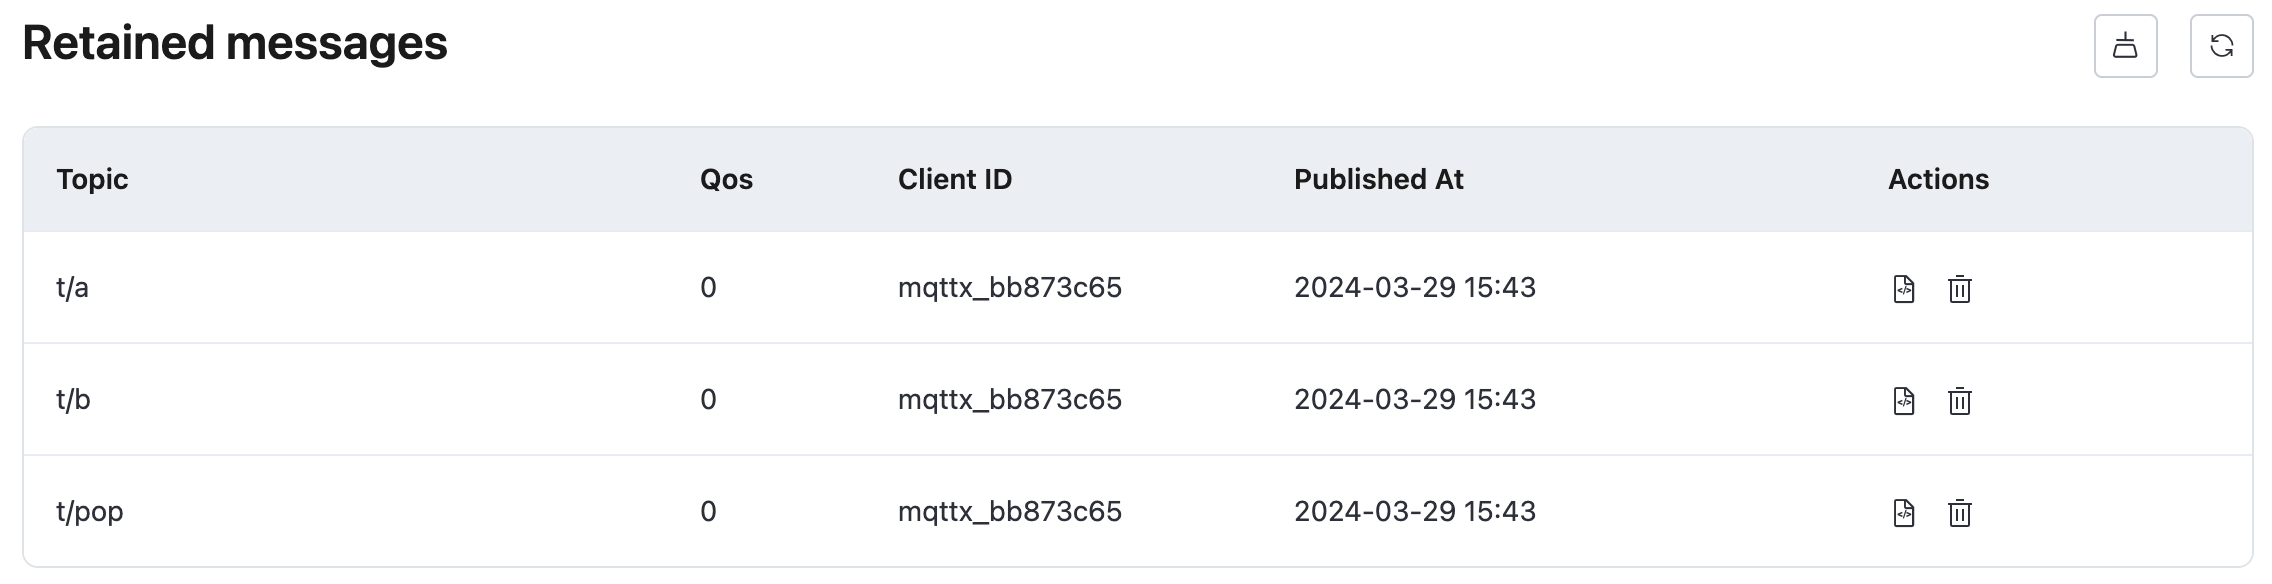 Retained messages
Topic Qos Client ID Published At Actions
t/a 0 mqttx_bb873c65 2024-03-29 15:43
t/b 0 mqttx_bb873c65 2024-03-29 15:43
t/pop 0 mqttx_bb873c65 2024-03-29 15:43